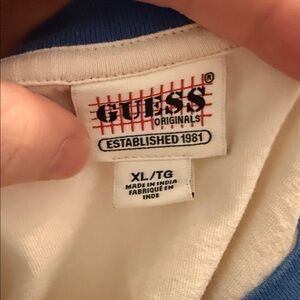 GUESS®
ORIGINALS
ESTABLISHED 1981
XL/TG
MADE IN INDIA
FABRIQUÉ EN
INDE